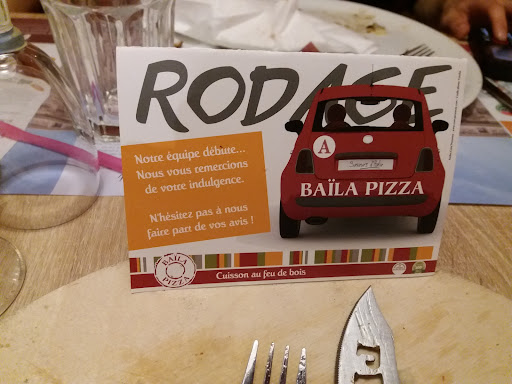 RODAGE
Notre équipe débute...
Nous vous remercions
de votre indulgence.
N'hésitez pas à nous
faire part de vos avis !
A
BAÏLA PIZZA
BAÏLA
PIZZA
Cuisson au feu de bois